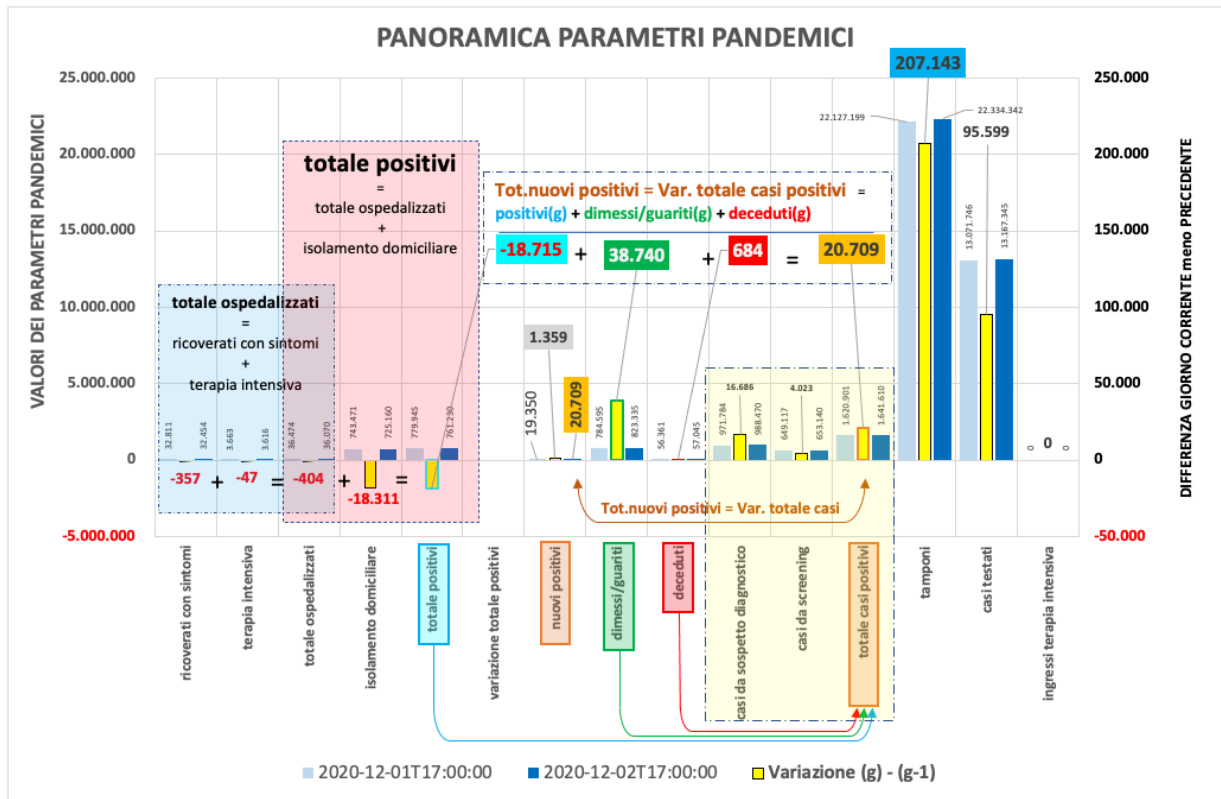 PANORAMICA PARAMETRI PANDEMICI
VALORI DEI PARAMETRI PANDEMICI
25.000.000
20.000.000
15.000.000
10.000.000
5.000.000
0
-5.000.000
DIFFERENZA GIORNO CORRENTE meno PRECEDENTE
250.000
200.000
150.000
100.000
50.000
0
-50.000
totale positivi
=
totale ospedalizzati
+
isolamento domiciliare
totale ospedalizzati
=
ricoverati con sintomi
+
terapia intensiva
Tot.nuovi positivi = Var. totale casi positivi =
positivi(g) + dimessi/guariti(g) + deceduti(g)
-18.715 + 38.740 + 684 = 20.709
207.143
22.127.199
22.334.342
95.599
13.071.746
13.167.345
1.359
19.350
20.709
784.595
823.335
56.361
57.045
971.784
16.686
988.470
649.117
4.023
653.140
1.620.901
1.641.610
0
0
0
32.811
32.454
3.663
3.616
36.474
36.070
743.471
725.160
779.945
761.230
-357 + -47 = -404 + -18.311 =
Tot.nuovi positivi = Var. totale casi
ricoverati con sintomi
terapia intensiva
totale ospedalizzati
isolamento domiciliare
totale positivi
variazione totale positivi
nuovi positivi
dimessi/guariti
deceduti
casi da sospetto diagnostico
casi da screening
totale casi positivi
tamponi
casi testati
ingressi terapia intensiva
2020-12-01T17:00:00
2020-12-02T17:00:00
Variazione (g) - (g-1)